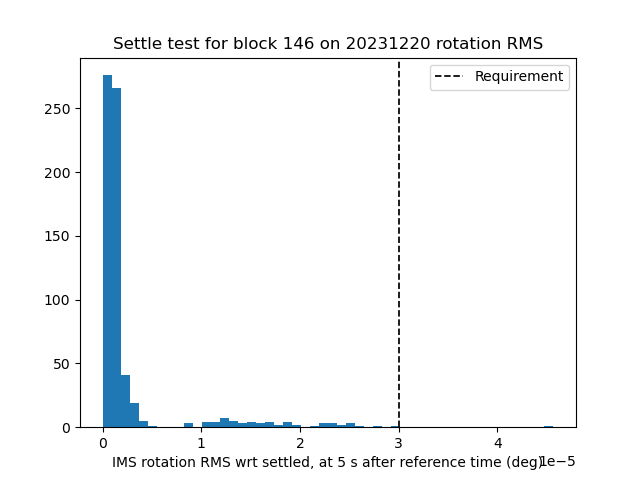 Settle test for block 146 on 20231220 rotation RMS
Requirement
250
200
150
100
50
0
0 1 2 3 4
1e−5
IMS rotation RMS wrt settled, at 5 s after reference time (deg)